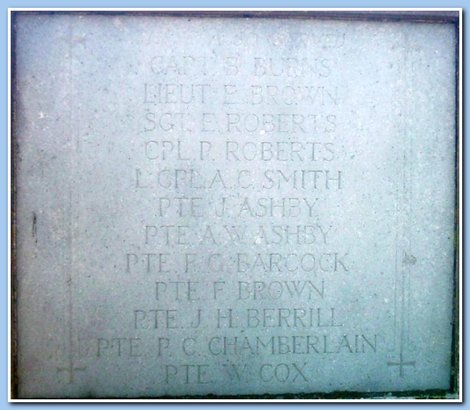 CAPT. B. BURNS
LIEUT. E. BROWN
SGT. E. ROBERTS
CPL. P. ROBERTS
L. CPL. A. C. SMITH
PTE. J. ASHBY
PTE. A. W. ASHBY
PTE. F. G. BARCOCK
PTE. F. BROWN
PTE. J. H. BERRILL
PTE. P. C. CHAMBERLAIN
PTE. W. COX